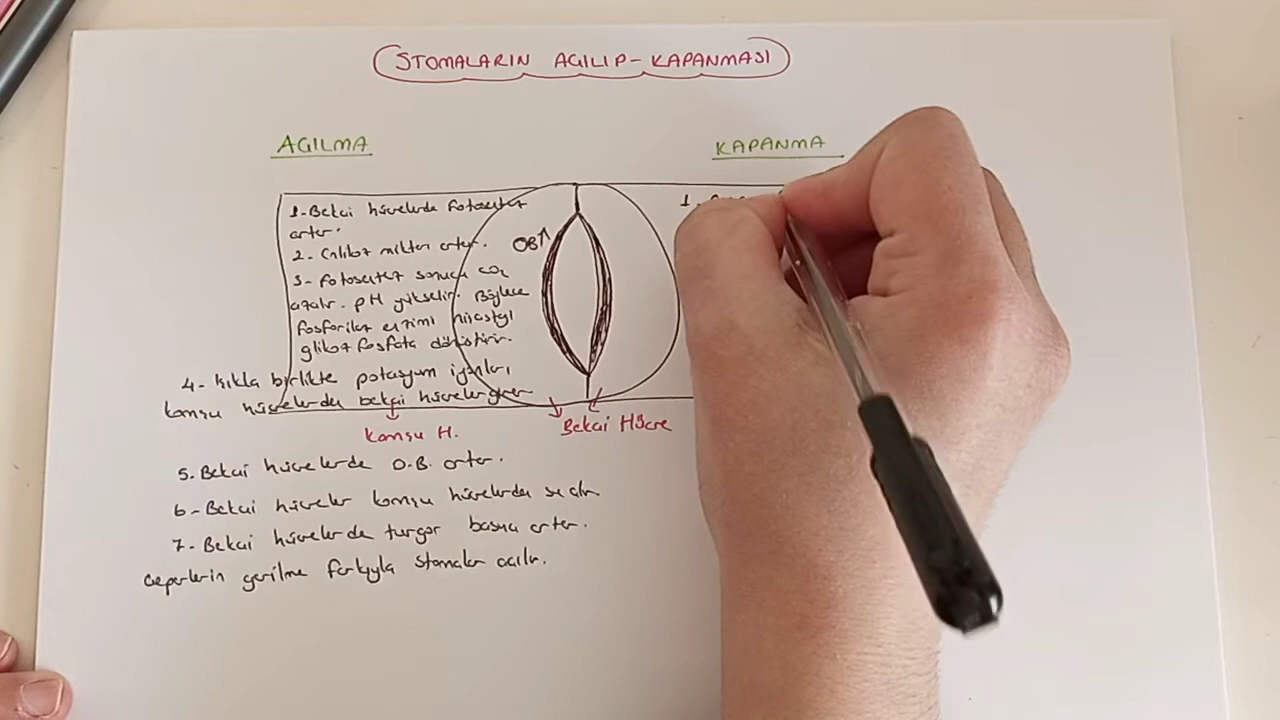 STOMALARIN AÇILIP-KAPANMASI
AÇILMA
1-Bekçi hücrelerde fotosentez
artar.
2- Glikoz miktarı artar.
3- Fotosentez sonucu CO2
azalır. pH yükselir. Böylece
fosforilaz enzimi nişastayı
glikoz fosfata dönüştürür.
4- Işıkla birlikte potasyum iyonları,
komşu hücrelerden bekçi hücrelere girer
OB↑
Komşu H.
Bekçi Hücre
5. Bekçi hücrelerde O.B. artar.
6- Bekçi hücreler komşu hücrelerden su alır
7- Bekçi hücrelerde turgor basıncı artar.
Çeperlerin gerilme farkıyla stomalar açılır.
KAPANMA
1-